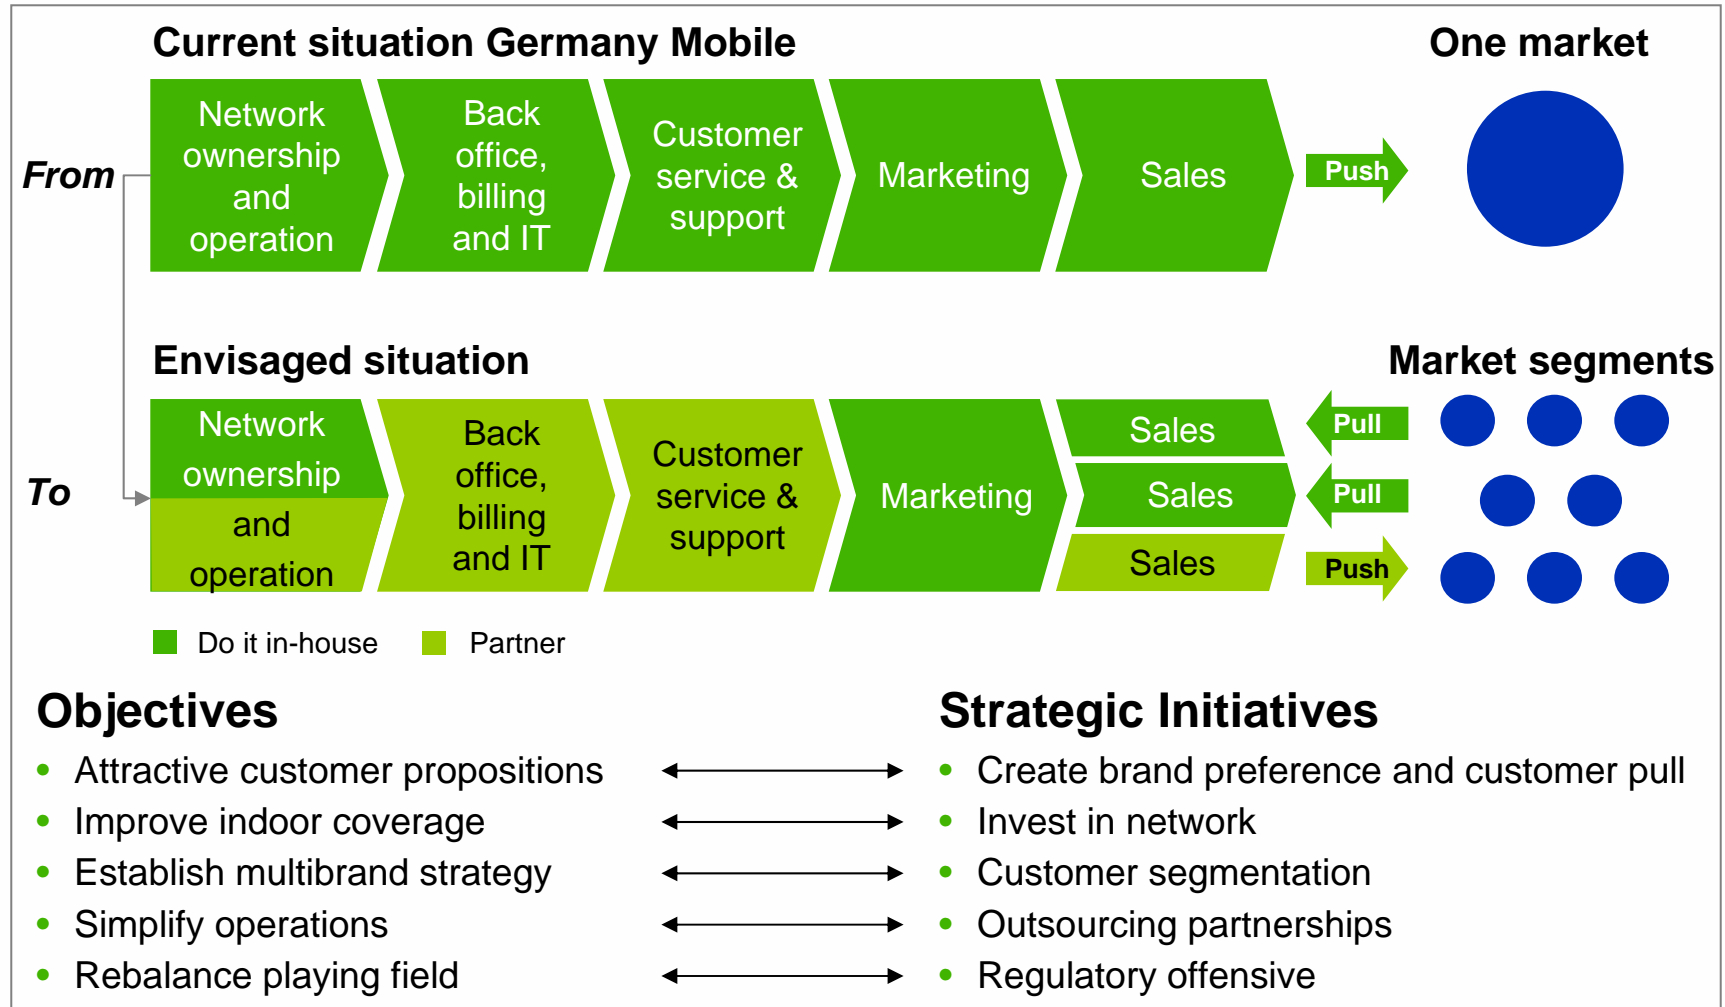 Current situation Germany Mobile
One market
From
Network
ownership
and
operation
Back
office,
billing
and IT
Customer
service &
support
Marketing
Sales
Push
Envisaged situation
Market segments
To
Network
ownership
and
operation
Back
office,
billing
and IT
Customer
service &
support
Marketing
Sales
Sales
Sales
Pull
Pull
Push
Do it in-house
Partner
Objectives
Strategic Initiatives
• Attractive customer propositions
• Create brand preference and customer pull
• Improve indoor coverage
• Invest in network
• Establish multibrand strategy
• Customer segmentation
• Simplify operations
• Outsourcing partnerships
• Rebalance playing field
• Regulatory offensive